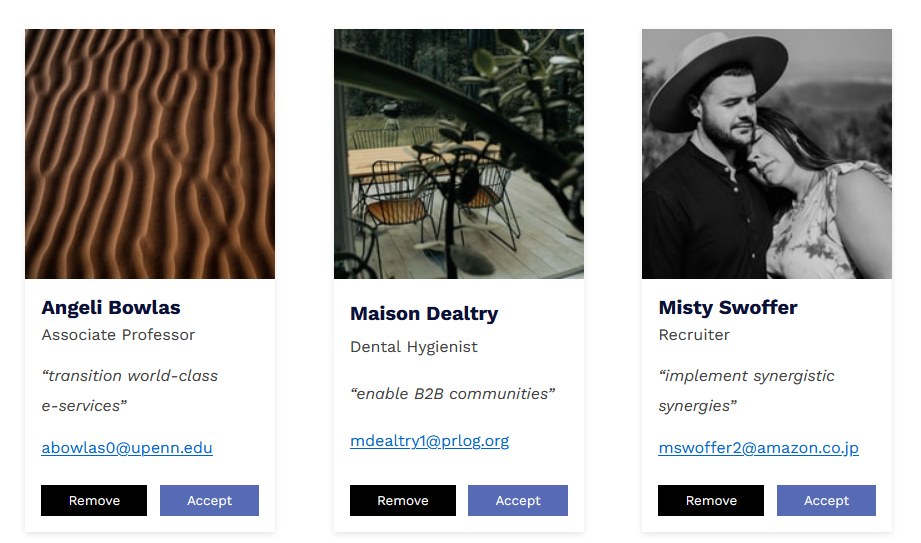 Angeli Bowlas
Associate Professor
“transition world-class
e-services”
abowlas0@upenn.edu
Remove Accept
Maison Dealtry
Dental Hygienist
“enable B2B communities”
mdealtry1@prlog.org
Remove Accept
Misty Swoffer
Recruiter
“implement synergistic
synergies”
mswoffer2@amazon.co.jp
Remove Accept